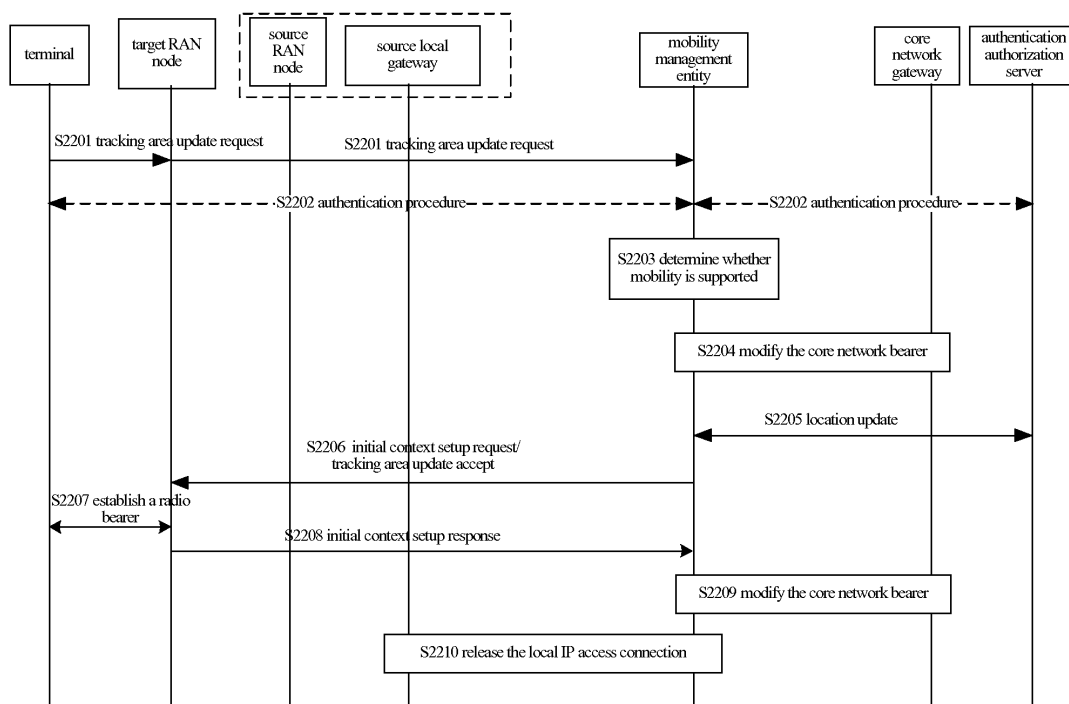 terminal
target RAN
node
source
RAN
node
source local
gateway
mobility
management
entity
core
network
gateway
authentication
authorization
server
S2201 tracking area update request
S2201 tracking area update request
S2202 authentication procedure
S2202 authentication procedure
S2203 determine whether
mobility is supported
S2204 modify the core network bearer
S2205 location update
S2206 initial context setup request/
tracking area update accept
S2207 establish a radio
bearer
S2208 initial context setup response
S2209 modify the core network bearer
S2210 release the local IP access connection